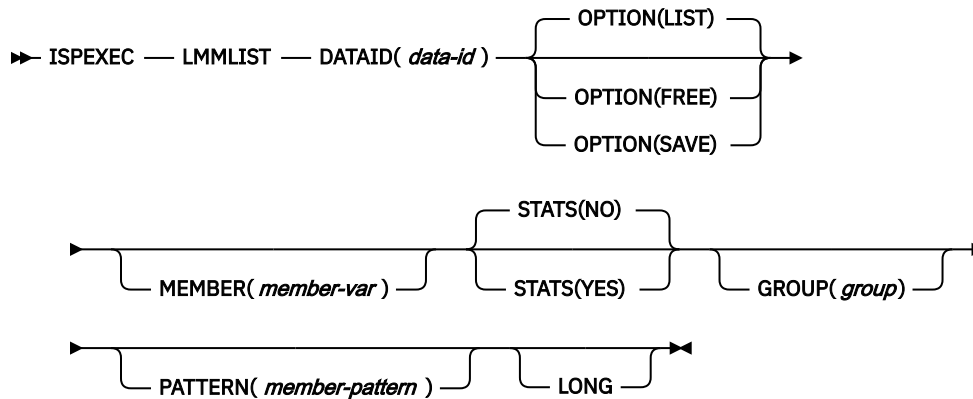 OPTION(LIST)
ISPEXEC LMMLIST DATAID( data-id )
OPTION(FREE)
OPTION(SAVE)
STATS(NO)
MEMBER( member-var ) STATS(YES) GROUP( group)
PATTERN( member-pattern ) LONG